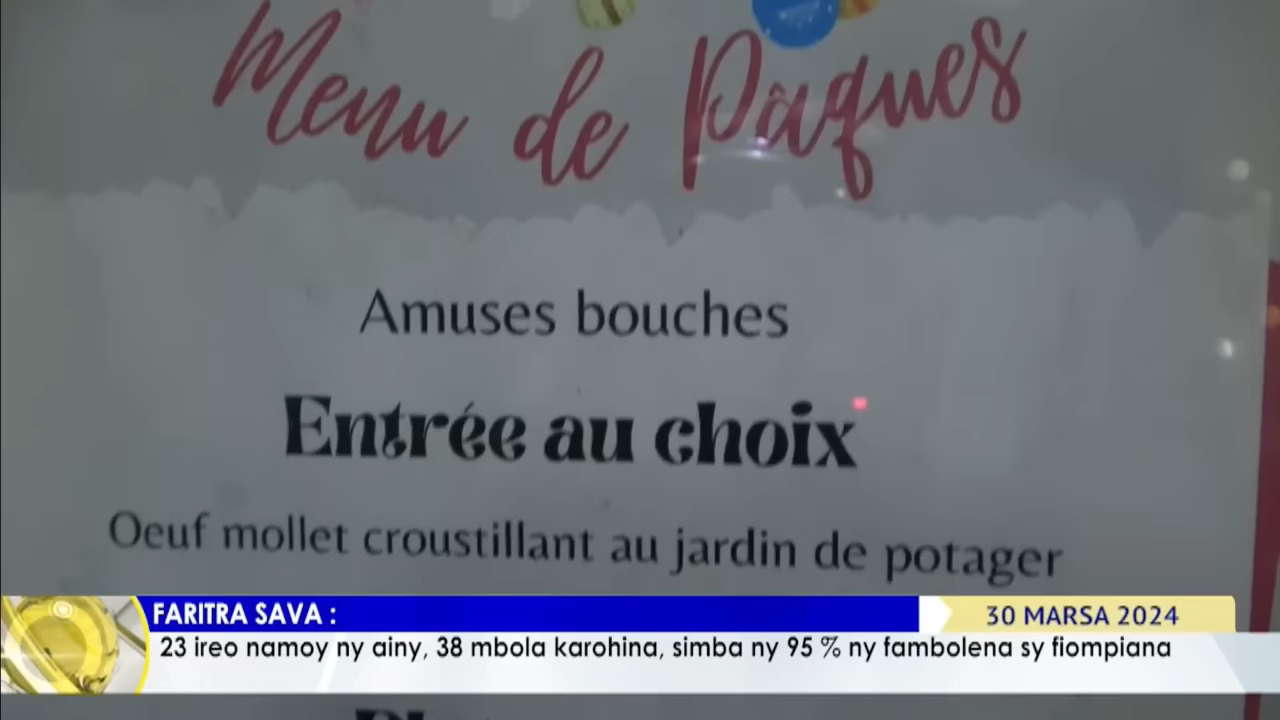 Menu de Pâques
Amuses bouches
Entrée au choix
Oeuf mollet croustillant au jardin de potager
FARITRA SAVA :
30 MARSA 2024
23 ireo namoy ny ainy, 38 mbola karohina, simba ny 95 % ny fambolena sy fiompiana